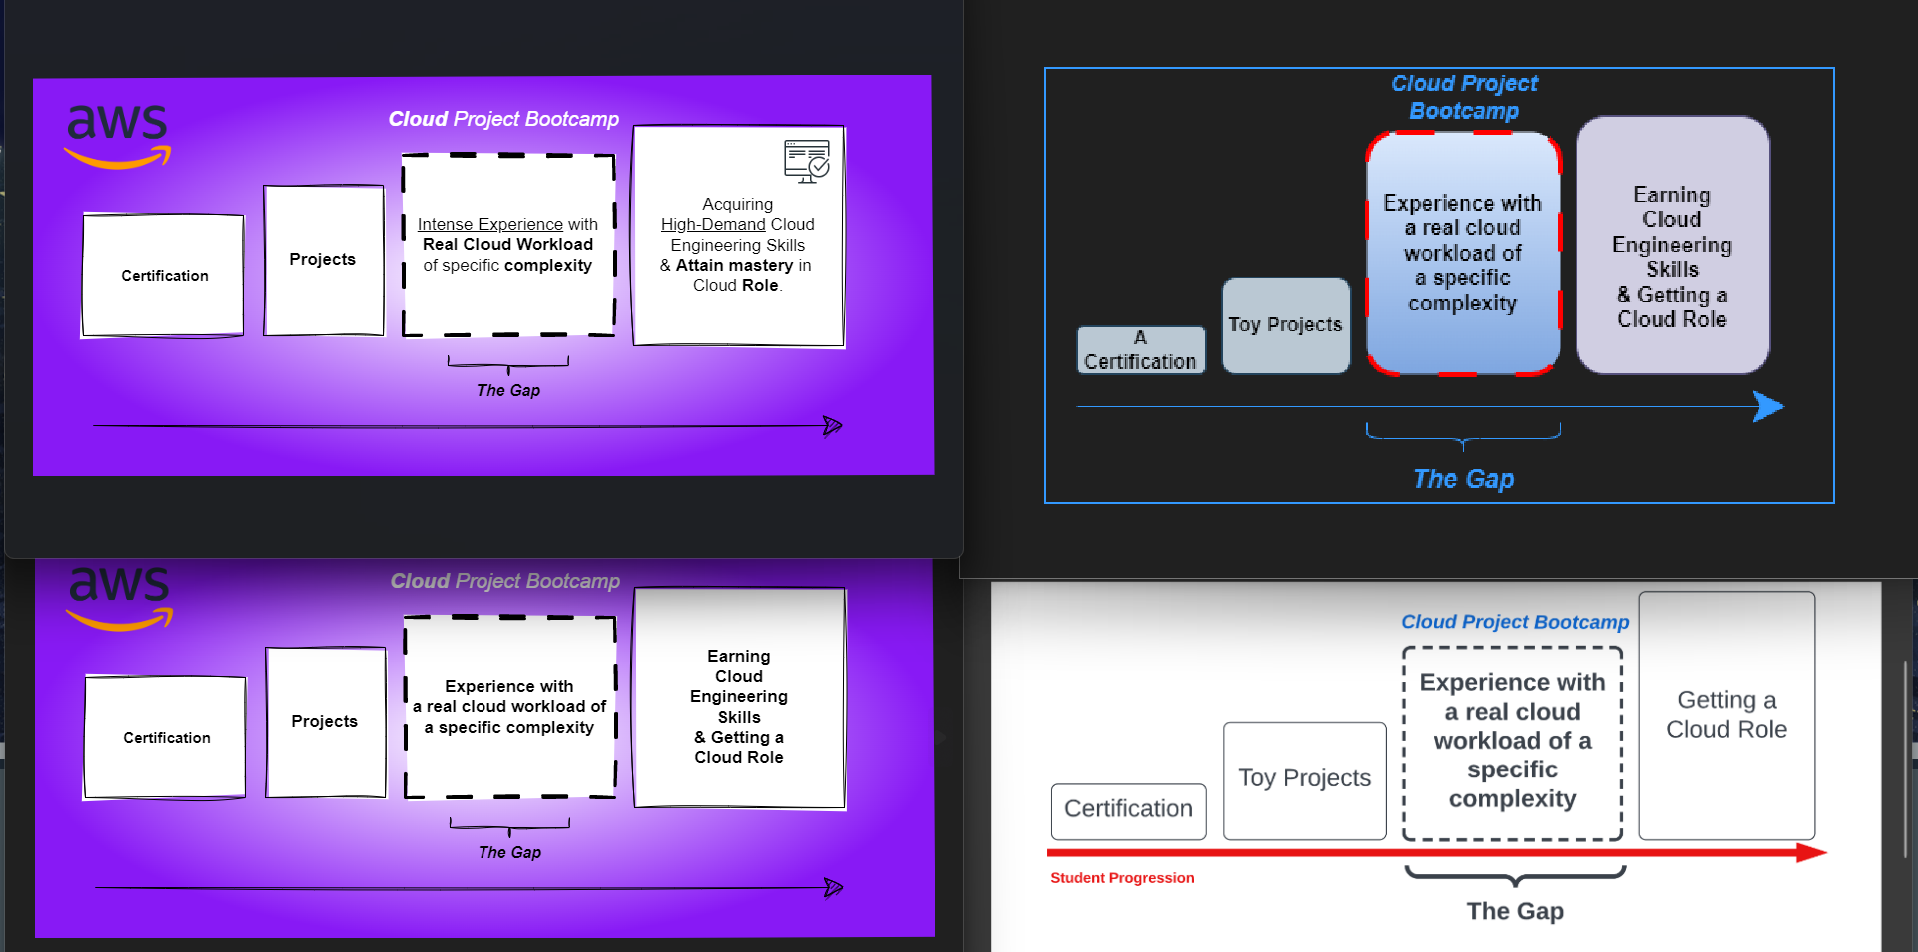 aws
Cloud Project Bootcamp
Certification
Projects
Intense Experience with
Real Cloud Workload
of specific complexity
Acquiring
High-Demand Cloud
Engineering Skills
& Attain mastery in
Cloud Role.
The Gap
Cloud Project
Bootcamp
A
Certification
Toy Projects
Experience with
a real cloud
workload of
a specific
complexity
Earning
Cloud
Engineering
Skills
& Getting a
Cloud Role
The Gap
aws
Cloud Project Bootcamp
Certification
Projects
Experience with
a real cloud workload of
a specific complexity
Earning
Cloud
Engineering
Skills
& Getting a
Cloud Role
The Gap
Cloud Project Bootcamp
Certification
Toy Projects
Experience with
a real cloud
workload of a
specific
complexity
Getting a
Cloud Role
Student Progression
The Gap